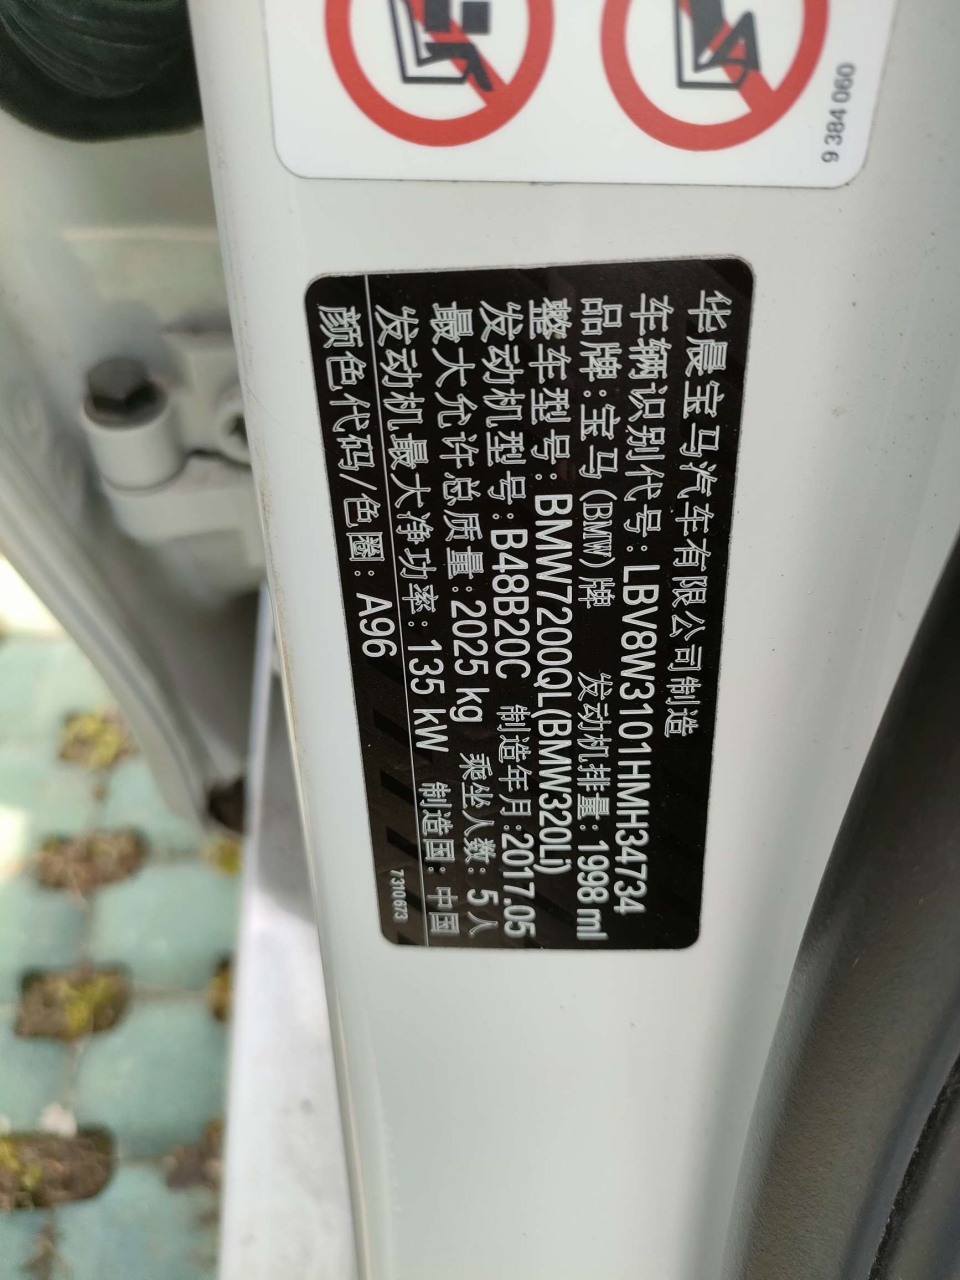 9 384 060
华晨宝马汽车有限公司制造
车辆识别代号:LBV8W3101HMH34734
品牌:宝马(BMW)牌 发动机排量:1998 ml
整车型号:BMW7200QL(BMW320Li)
发动机型号:B48B20C 制造年月:2017.05
最大允许总质量:2025 kg 乘坐人数:5人
发动机最大净功率:135 kW 制造国:中国
颜色代码/色圈:A96
7310673